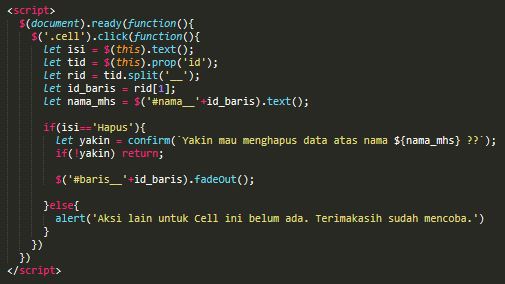 <script>
  $(document).ready(function(){
    $('.cell').click(function(){
      let isi = $(this).text();
      let tid = $(this).prop('id');
      let rid = tid.split('__');
      let id_baris = rid[1];
      let nama_mhs = $('#nama__'+id_baris).text();

      if(isi=='Hapus'){
        let yakin = confirm(`Yakin mau menghapus data atas nama ${nama_mhs} ??`);
        if(!yakin) return;

        $('#baris__'+id_baris).fadeOut();

      }else{
        alert('Aksi lain untuk Cell ini belum ada. Terimakasih sudah mencoba.')
      }
    })
  })
</script>